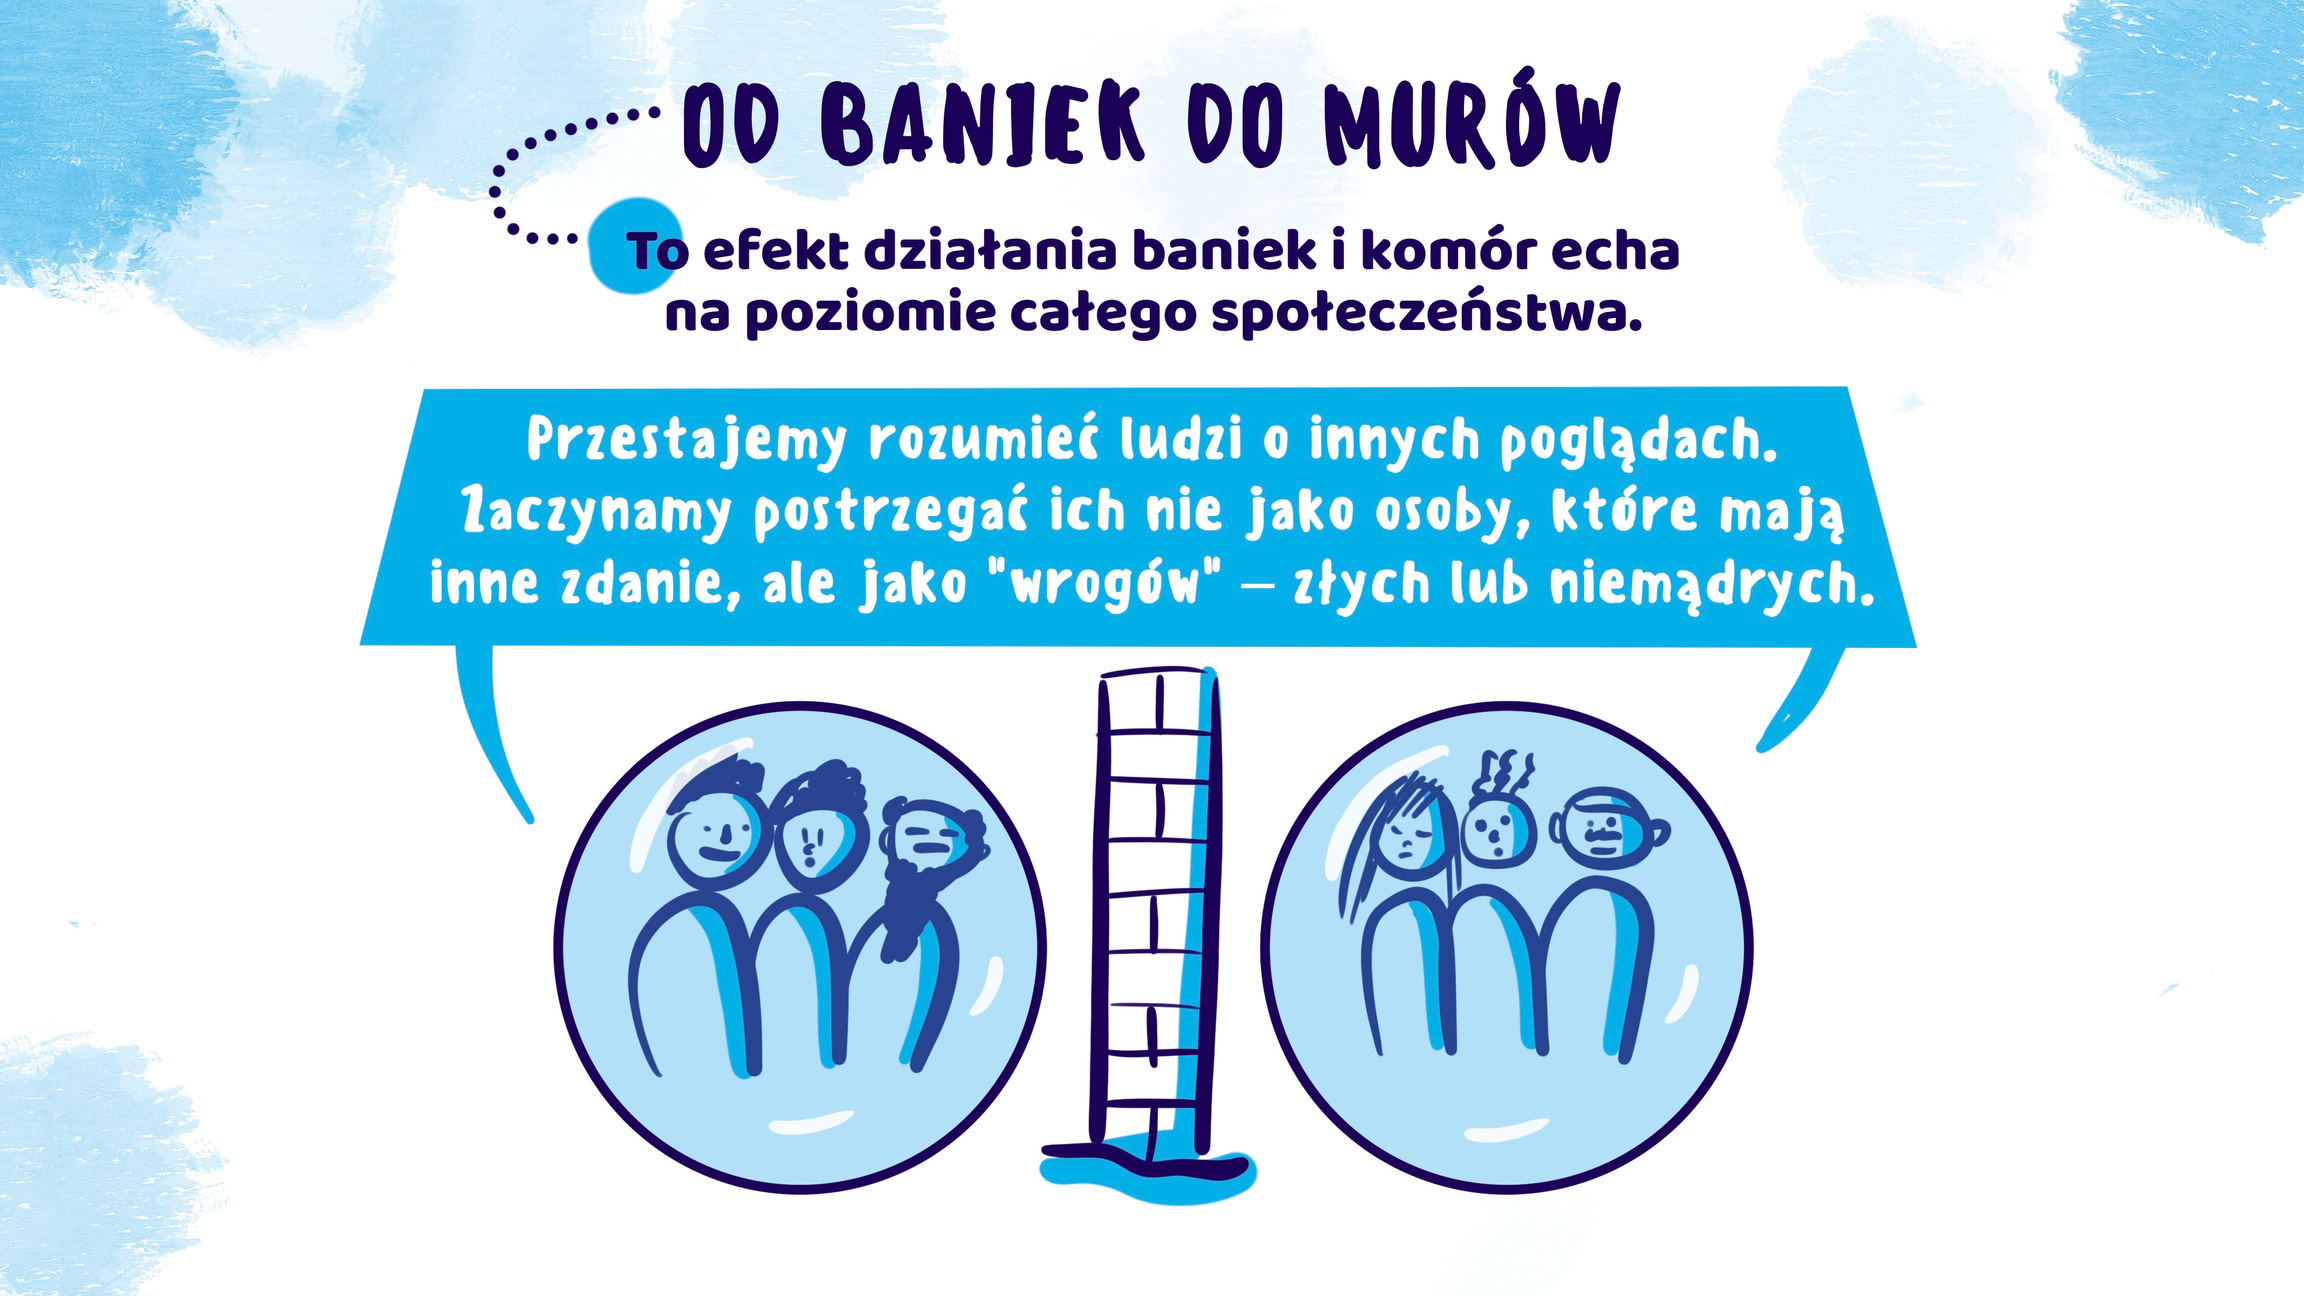 OD BANIEK DO MURÓW
To efekt działania baniek i komór echa
na poziomie całego społeczeństwa.
Przestajemy rozumieć ludzi o innych poglądach.
Zaczynamy postrzegać ich nie jako osoby, które mają
inne zdanie, ale jako "wrogów" – złych lub niemądrych.